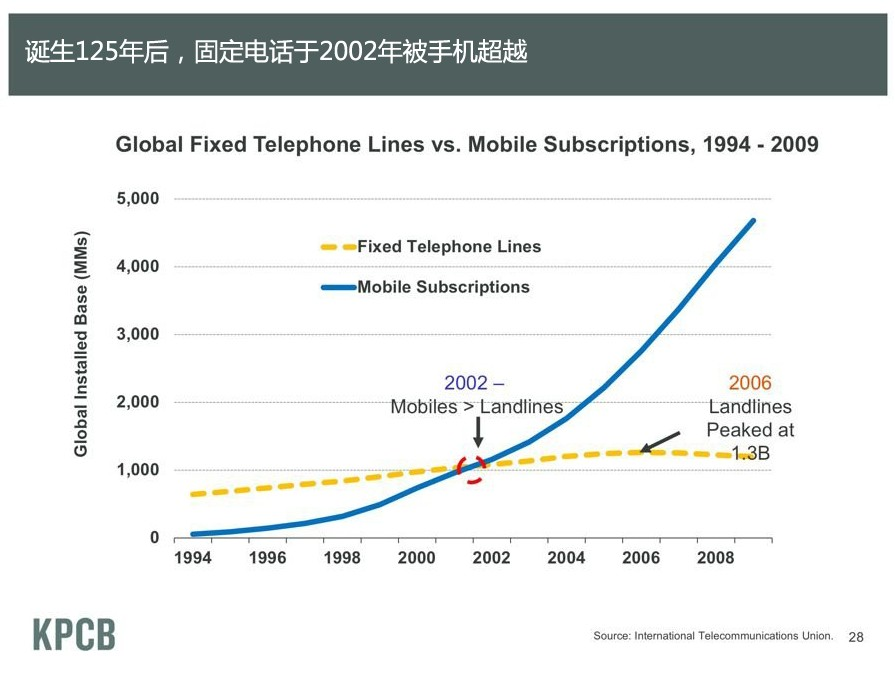 诞生125年后，固定电话于2002年被手机超越
Global Fixed Telephone Lines vs. Mobile Subscriptions, 1994 - 2009
Global Installed Base (MMs)
5,000
4,000
3,000
2,000
1,000
0
Fixed Telephone Lines
Mobile Subscriptions
2002 –
Mobiles > Landlines
2006
Landlines
Peaked at
1.3B
1994 1996 1998 2000 2002 2004 2006 2008
KPCB
Source: International Telecommunications Union. 28